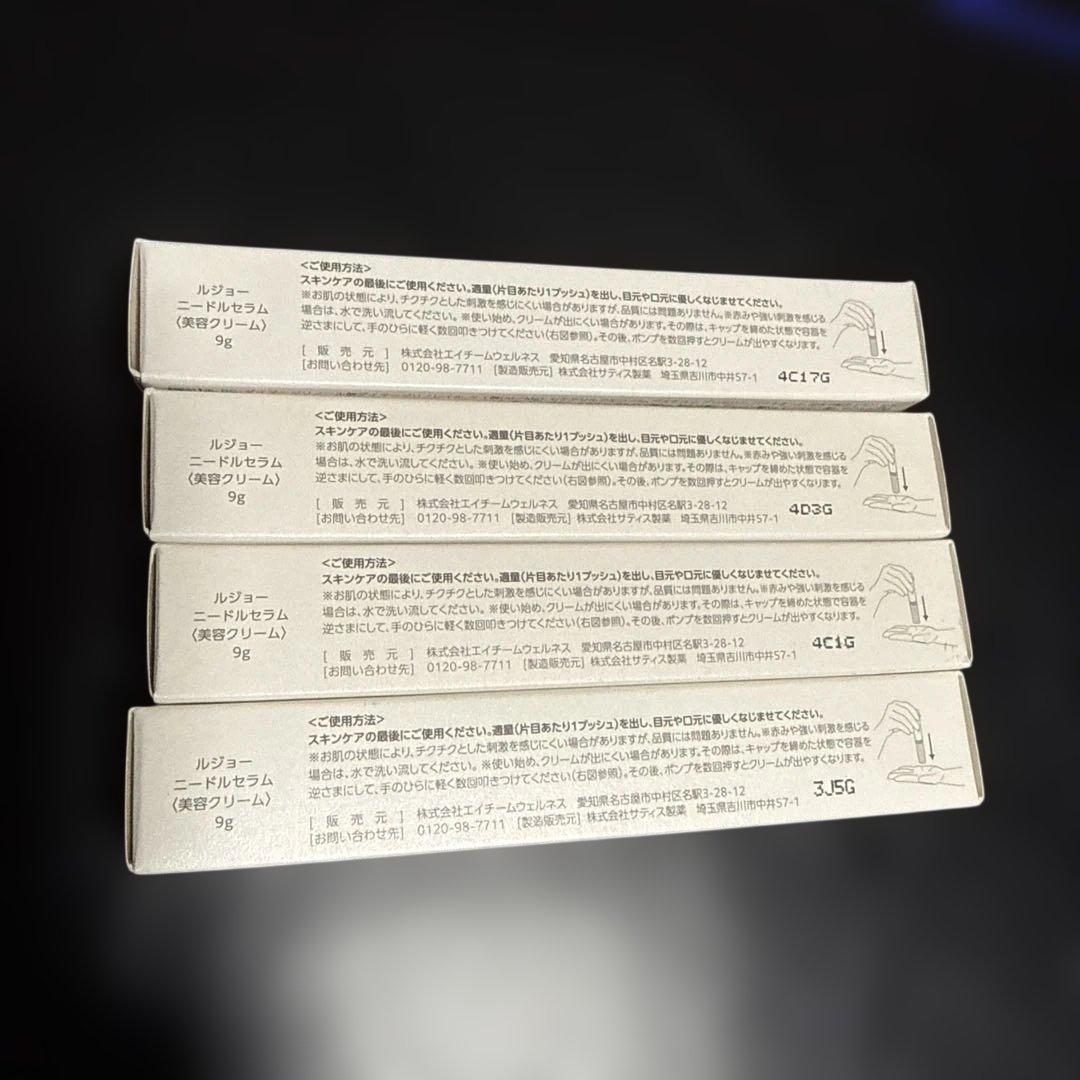 ルジョー
ニードルセラム
〈美容クリーム〉
9g
<ご使用方法>
スキンケアの最後にご使用ください。適量(片目あたり1プッシュ)を出し、目元や口元に優しくなじませてください。
※お肌の状態により、チクチクとした刺激を感じにくい場合がありますが、品質には問題ありません。※赤みや強い刺激を感じる
場合は、水で洗い流してください。※使い始め、クリームが出にくい場合があります。その際は、キャップを締めた状態で容器を
逆さまにして、手のひらに軽く数回叩きつけてください(右図参照)。その後、ポンプを数回押すとクリームが出やすくなります。
[販売元] 株式会社エイチームウェルネス 愛知県名古屋市中村区名駅3-28-12
[お問い合わせ先] 0120-98-7711 [製造販売元] 株式会社サティス製薬 埼玉県吉川市中井57-1 4C17G
ルジョー
ニードルセラム
〈美容クリーム〉
9g
<ご使用方法>
スキンケアの最後にご使用ください。適量(片目あたり1プッシュ)を出し、目元や口元に優しくなじませてください。
※お肌の状態により、チクチクとした刺激を感じにくい場合がありますが、品質には問題ありません。※赤みや強い刺激を感じる
場合は、水で洗い流してください。※使い始め、クリームが出にくい場合があります。その際は、キャップを締めた状態で容器を
逆さまにして、手のひらに軽く数回叩きつけてください(右図参照)。その後、ポンプを数回押すとクリームが出やすくなります。
[販売元] 株式会社エイチームウェルネス 愛知県名古屋市中村区名駅3-28-12
[お問い合わせ先] 0120-98-7711 [製造販売元] 株式会社サティス製薬 埼玉県吉川市中井57-1 4D3G
ルジョー
ニードルセラム
〈美容クリーム〉
9g
<ご使用方法>
スキンケアの最後にご使用ください。適量(片目あたり1プッシュ)を出し、目元や口元に優しくなじませてください。
※お肌の状態により、チクチクとした刺激を感じにくい場合がありますが、品質には問題ありません。※赤みや強い刺激を感じる
場合は、水で洗い流してください。※使い始め、クリームが出にくい場合があります。その際は、キャップを締めた状態で容器を
逆さまにして、手のひらに軽く数回叩きつけてください(右図参照)。その後、ポンプを数回押すとクリームが出やすくなります。
[販売元] 株式会社エイチームウェルネス 愛知県名古屋市中村区名駅3-28-12
[お問い合わせ先] 0120-98-7711 [製造販売元] 株式会社サティス製薬 埼玉県吉川市中井57-1 4C1G
ルジョー
ニードルセラム
〈美容クリーム〉
9g
<ご使用方法>
スキンケアの最後にご使用ください。適量(片目あたり1プッシュ)を出し、目元や口元に優しくなじませてください。
※お肌の状態により、チクチクとした刺激を感じにくい場合がありますが、品質には問題ありません。※赤みや強い刺激を感じる
場合は、水で洗い流してください。※使い始め、クリームが出にくい場合があります。その際は、キャップを締めた状態で容器を
逆さまにして、手のひらに軽く数回叩きつけてください(右図参照)。その後、ポンプを数回押すとクリームが出やすくなります。
[販売元] 株式会社エイチームウェルネス 愛知県名古屋市中村区名駅3-28-12
[お問い合わせ先] 0120-98-7711 [製造販売元] 株式会社サティス製薬 埼玉県吉川市中井57-1 3J5G